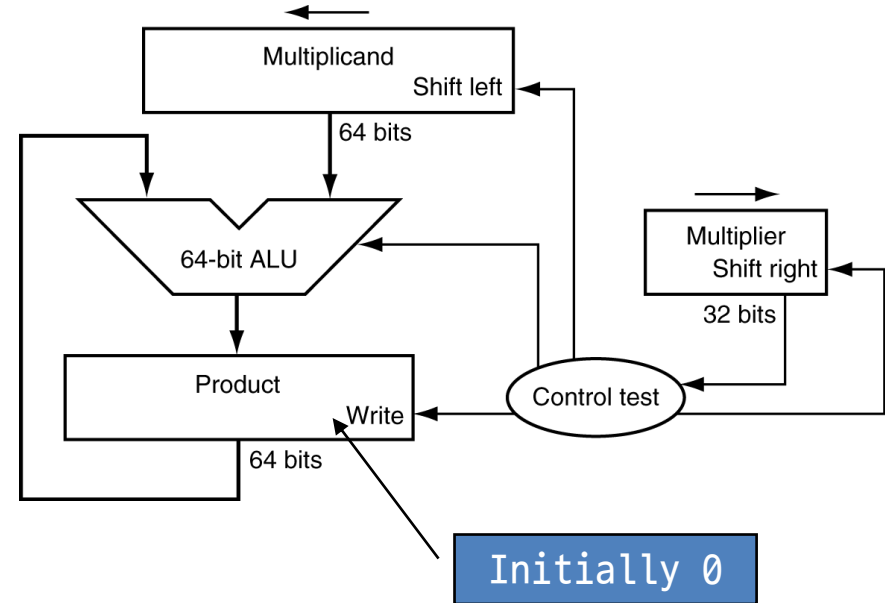 Multiplicand
Shift left
64 bits
64-bit ALU
Multiplier
Shift right
32 bits
Product
Write
Control test
64 bits
Initially 0